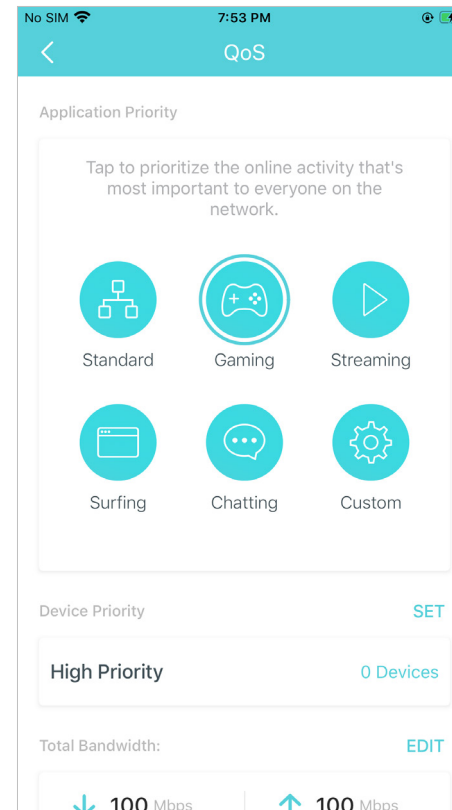 No SIM 7:53 PM
QoS
Application Priority
Tap to prioritize the online activity that's
most important to everyone on the
network.
Standard Gaming Streaming
Surfing Chatting Custom
Device Priority SET
High Priority 0 Devices
Total Bandwidth: EDIT
100 Mbps 100 Mbps